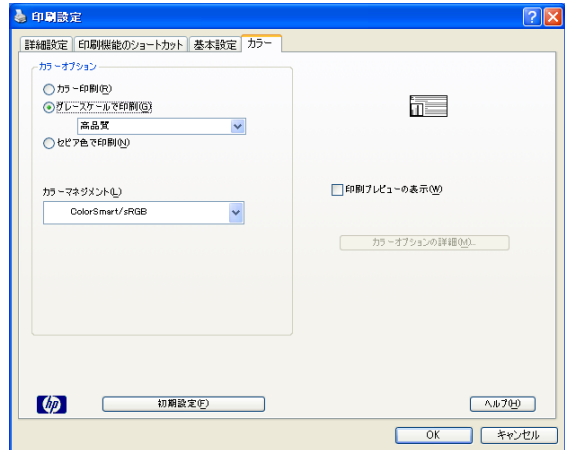 印刷設定
詳細設定 印刷機能のショートカット 基本設定 カラー
カラーオプション
カラー印刷(R)
グレースケールで印刷(G)
高品質
セピア色で印刷(N)
カラーマネジメント(L)
ColorSmart/sRGB
印刷プレビューの表示(W)
カラーオプションの詳細(M)...
hp
初期設定(F)
ヘルプ(H)
OK キャンセル